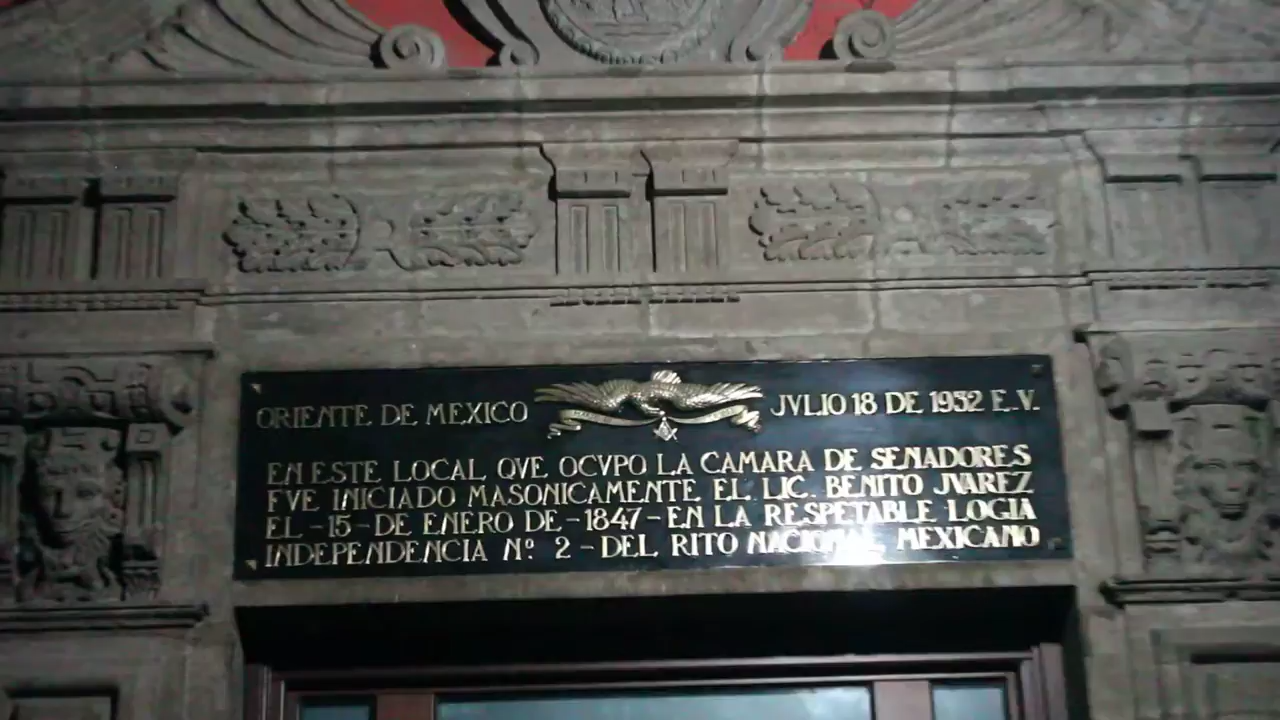 ORIENTE DE MEXICO JVLIO 18 DE 1952 E.V.
EN ESTE LOCAL QVE OCVPO LA CAMARA DE SENADORES
FVE INICIADO MASONICAMENTE EL LIC. BENITO JVAREZ
EL -15- DE ENERO DE -1847- EN LA RESPETABLE LOGIA
INDEPENDENCIA Nº 2 - DEL RITO NACIONAL MEXICANO